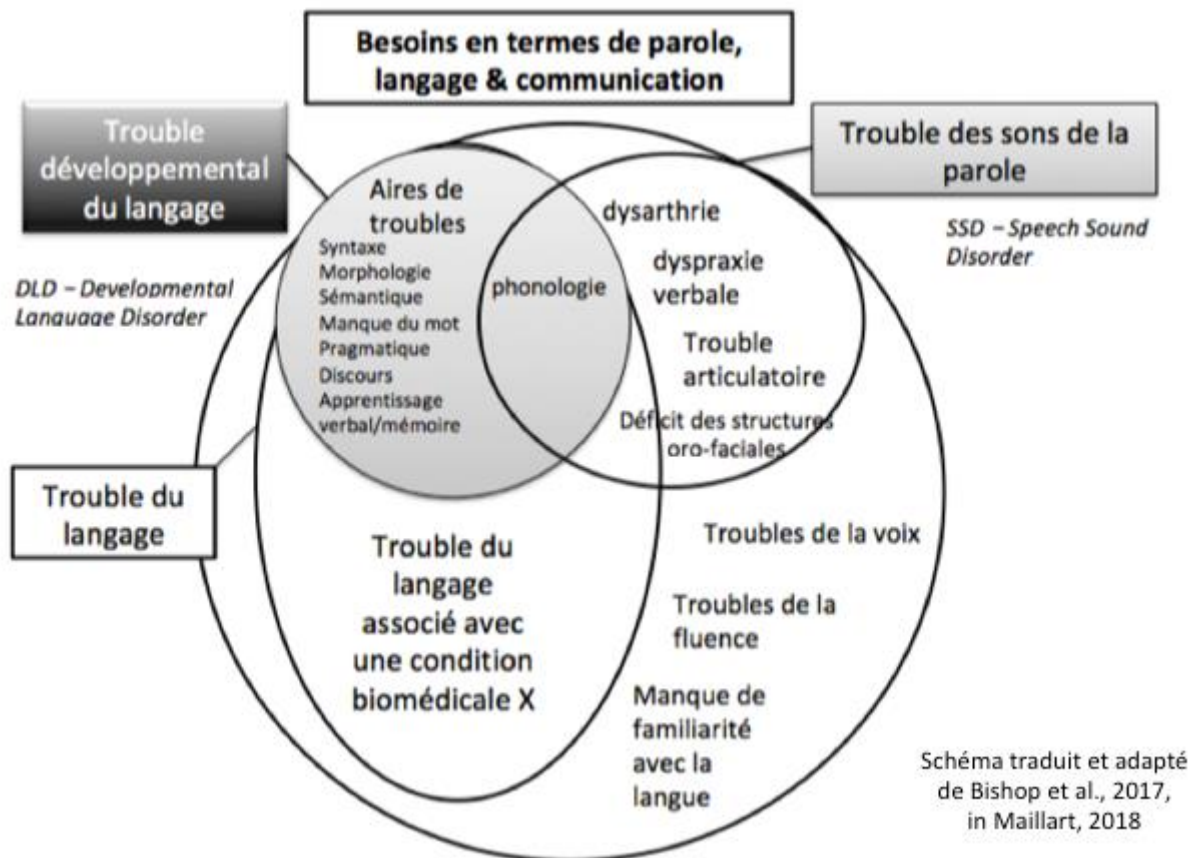 Besoins en termes de parole,
langage & communication
Trouble
développemental
du langage
DLD – Developmental
Language Disorder
Trouble des sons de la
parole
SSD – Speech Sound
Disorder
Aires de
troubles
Syntaxe
Morphologie
Sémantique
Manque du mot
Pragmatique
Discours
Apprentissage
verbal/mémoire
phonologie
dysarthrie
dyspraxie
verbale
Trouble
articulatoire
Déficit des structures
oro-faciales
Trouble du
langage
Trouble du
langage
associé avec
une condition
biomédicale X
Troubles de la voix
Troubles de la
fluence
Manque de
familiarité
avec la
langue
Schéma traduit et adapté
de Bishop et al., 2017,
in Maillart, 2018